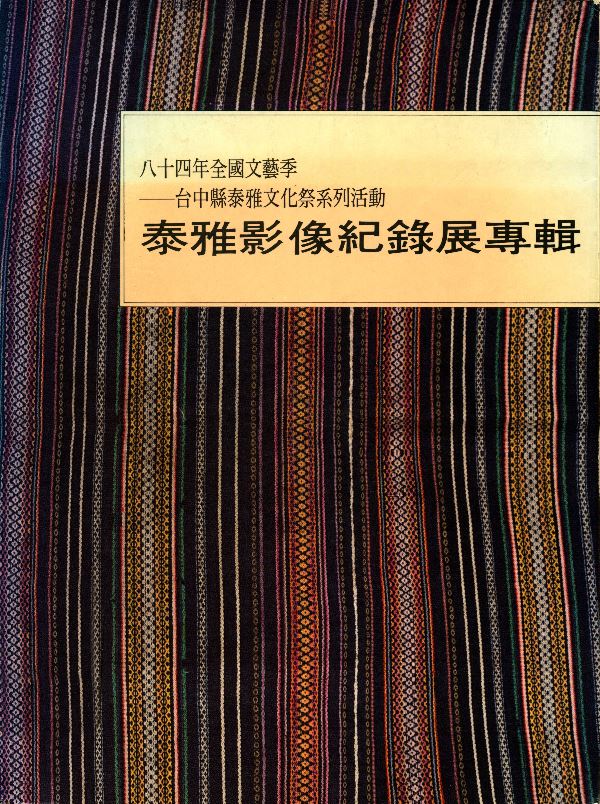 八十四年全國文藝季
——台中縣泰雅文化祭系列活動
泰雅影像紀錄展專輯